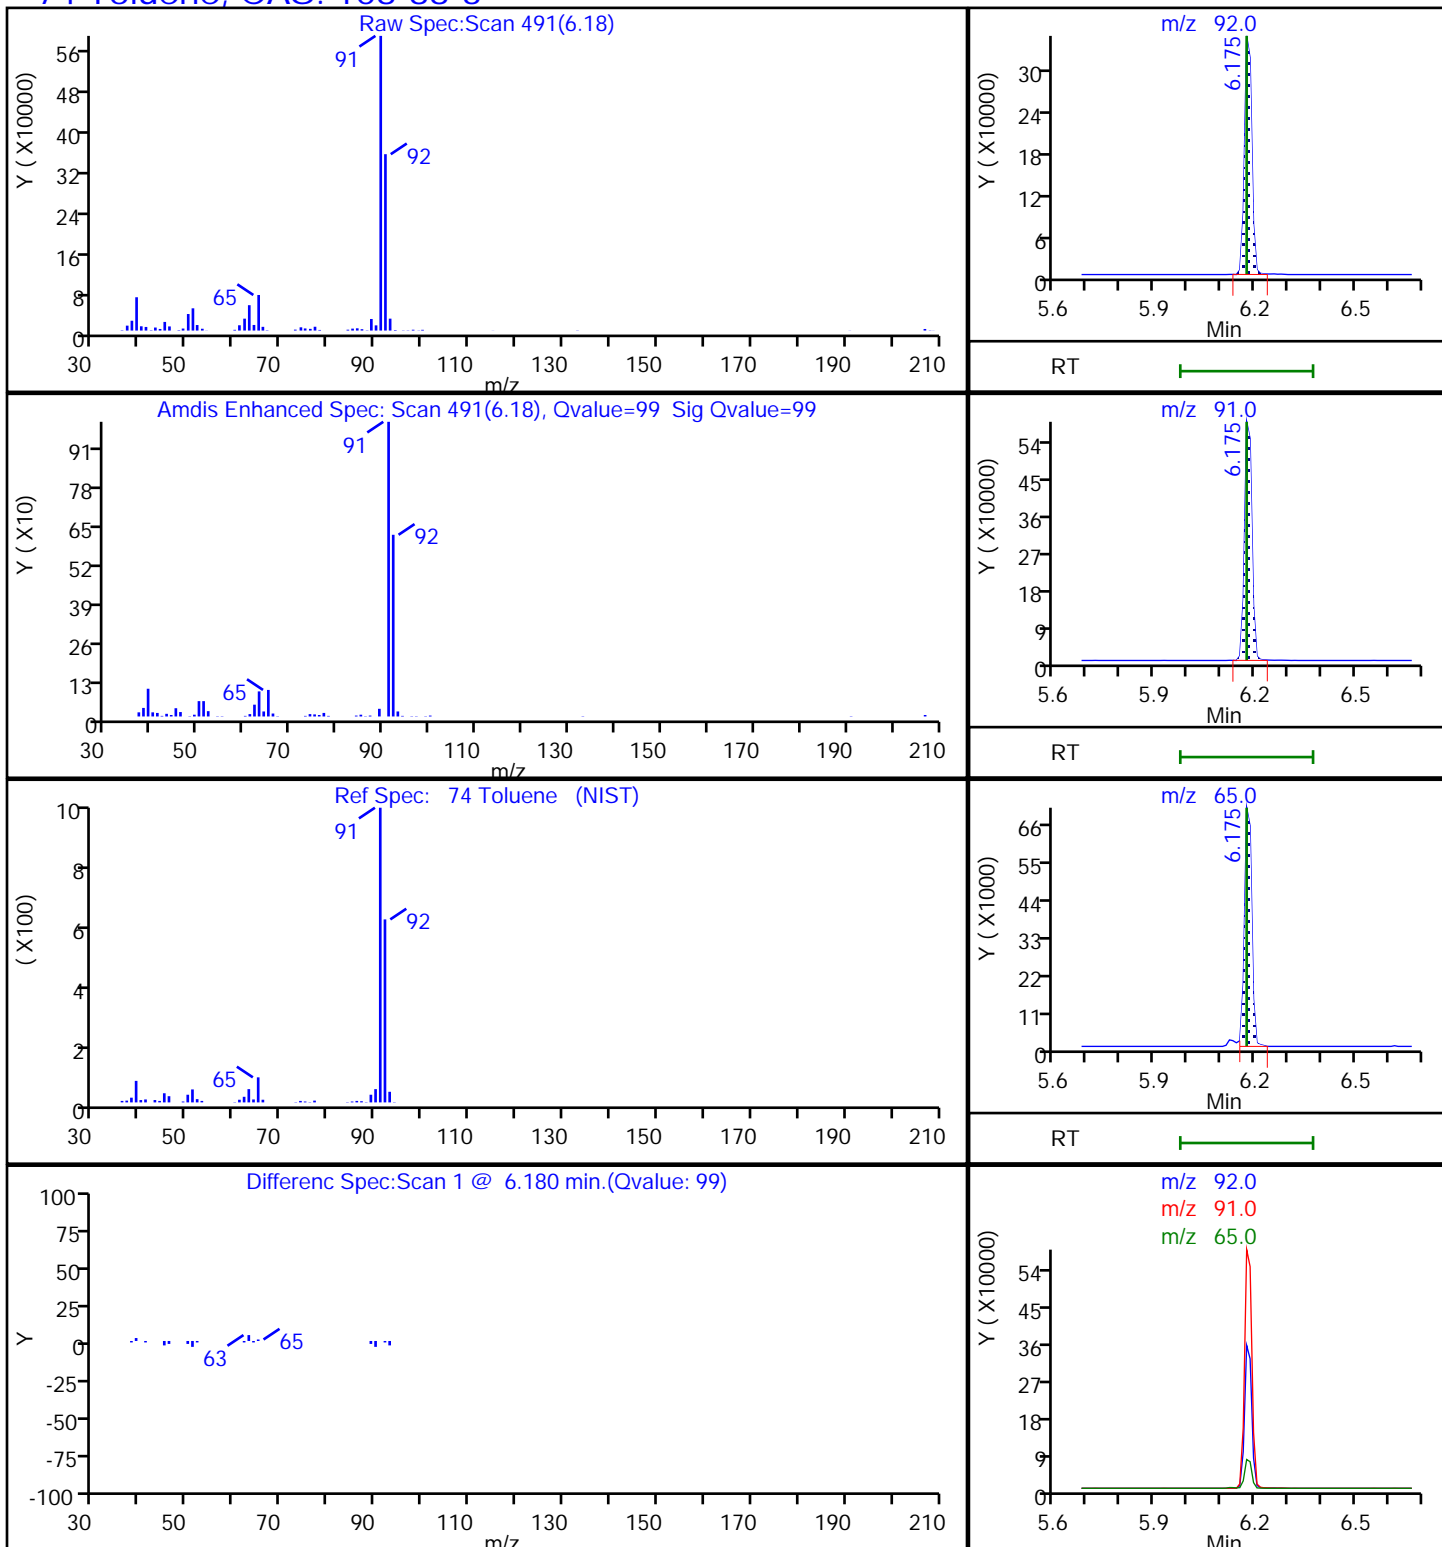 Raw Spec:Scan 491(6.18)
Y ( X10000)
56
48
40
32
24
16
8
0
91
92
65
30 50 70 90 110 130 150 170 190 210
m/z
m/z 92.0
Y ( X10000)
30
24
18
12
6
0
6.175
5.6 5.9 6.2 6.5
Min
RT
Amdis Enhanced Spec: Scan 491(6.18), Qvalue=99 Sig Qvalue=99
Y ( X10)
91
78
65
52
39
26
13
0
91
92
65
30 50 70 90 110 130 150 170 190 210
m/z
m/z 91.0
Y ( X10000)
54
45
36
27
18
9
0
6.175
5.6 5.9 6.2 6.5
Min
RT
Ref Spec: 74 Toluene (NIST)
( X100)
10
8
6
4
2
0
91
92
65
30 50 70 90 110 130 150 170 190 210
m/z 65.0
Y ( X1000)
66
55
44
33
22
11
0
6.175
5.6 5.9 6.2 6.5
Min
RT
Differenc Spec:Scan 1 @ 6.180 min.(Qvalue: 99)
Y
100
75
50
25
0
-25
-50
-75
-100
63
65
30 50 70 90 110 130 150 170 190 210
m/z
m/z 92.0
m/z 91.0
m/z 65.0
Y ( X10000)
54
45
36
27
18
9
0
5.6 5.9 6.2 6.5
Min